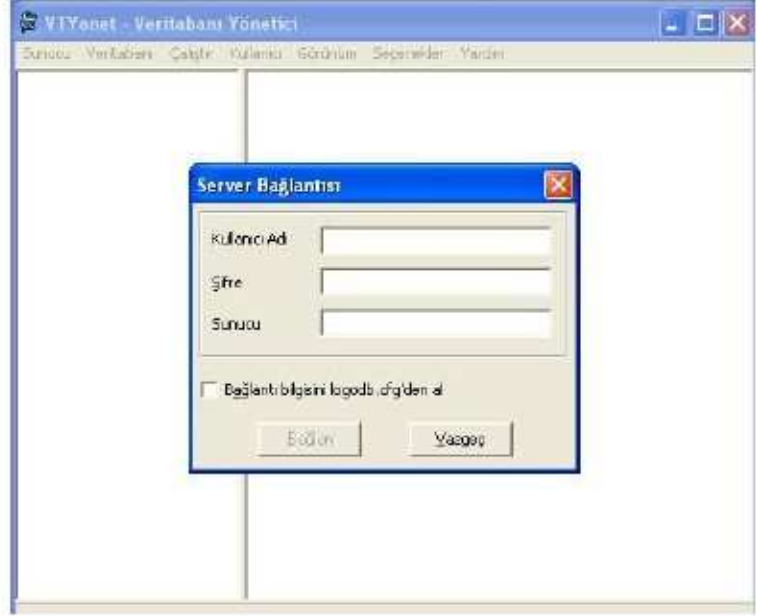 VTYonet - Veritabanı Yönetici
Sunucu Veritabanı Çalıştır Kullanıcı Görünüm Seçenekler Yardım
Server Bağlantısı
Kullanıcı Adı
Şifre
Sunucu
Bağlantı bilgisini logodb.cfg'den al
Bağlan Vazgeç